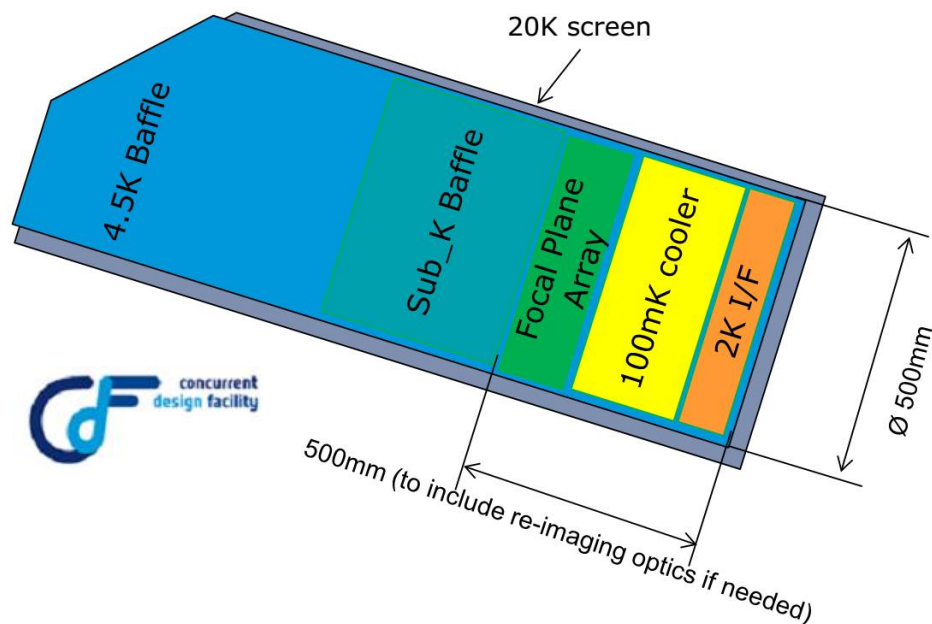 20K screen
4.5K Baffle
Sub_K Baffle
Focal Plane
Array
100mK cooler
2K I/F
Ø 500mm
500mm (to include re-imaging optics if needed)
CDF
concurrent
design facility